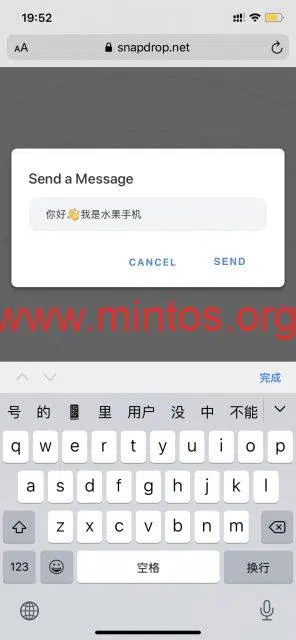 19:52
AA snapdrop.net
Send a Message
你好👋我是水果手机
CANCEL SEND
www.mintos.org
完成
号 的 📱 里 用户 没 中 不能
q w e r t y u i o p
a s d f g h j k l
z x c v b n m
123 空格 换行